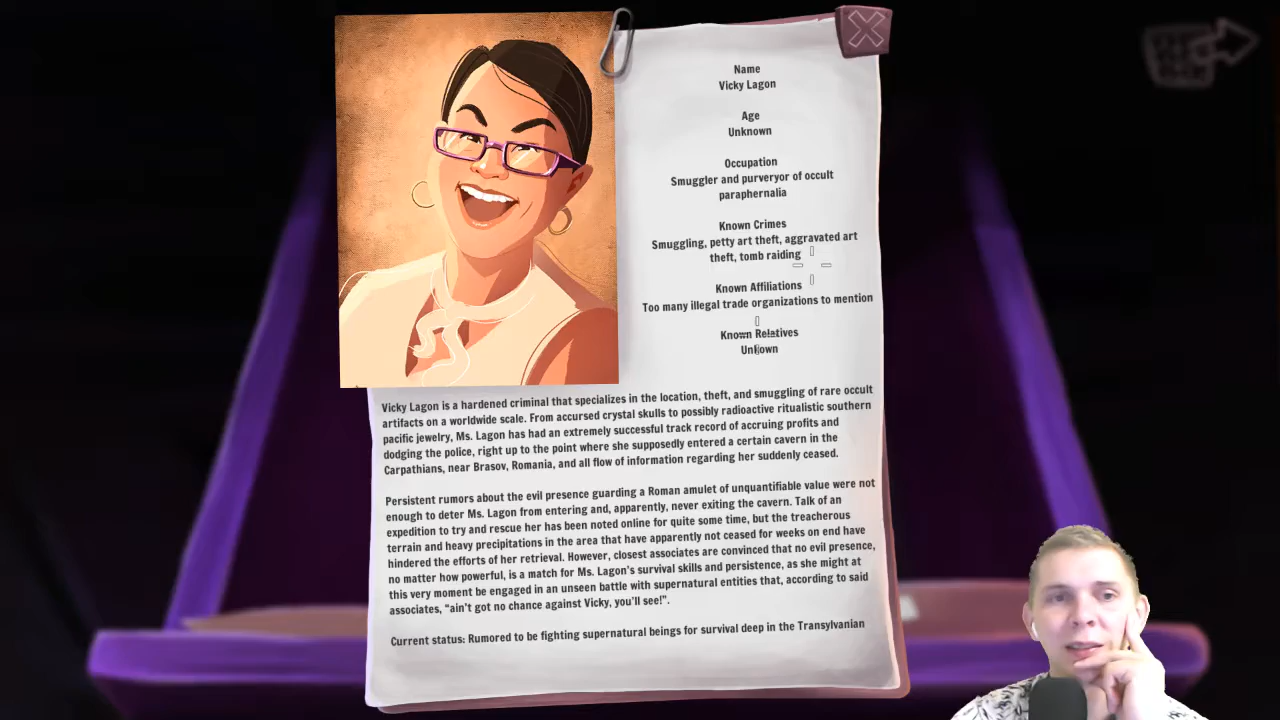 Name
Vicky Lagon
Age
Unknown
Occupation
Smuggler and purveryor of occult
paraphernalia
Known Crimes
Smuggling, petty art theft, aggravated art
theft, tomb raiding
Known Affiliations
Too many illegal trade organizations to mention
Known Relatives
Unkown
Vicky Lagon is a hardened criminal that specializes in the location, theft, and smuggling of rare occult
artifacts on a worldwide scale. From accursed crystal skulls to possibly radioactive ritualistic southern
pacific jewelry, Ms. Lagon has had an extremely successful track record of accruing profits and
dodging the police, right up to the point where she supposedly entered a certain cavern in the
Carpathians, near Brasov, Romania, and all flow of information regarding her suddenly ceased.
Persistent rumors about the evil presence guarding a Roman amulet of unquantifiable value were not
enough to deter Ms. Lagon from entering and, apparently, never exiting the cavern. Talk of an
expedition to try and rescue her has been noted online for quite some time, but the treacherous
terrain and heavy precipitations in the area that have apparently not ceased for weeks on end have
hindered the efforts of her retrieval. However, closest associates are convinced that no evil presence,
no matter how powerful, is a match for Ms. Lagon's survival skills and persistence, as she might at
this very moment be engaged in an unseen battle with supernatural entities that, according to said
associates, "ain't got no chance against Vicky, you'll see!".
Current status: Rumored to be fighting supernatural beings for survival deep in the Transylvanian